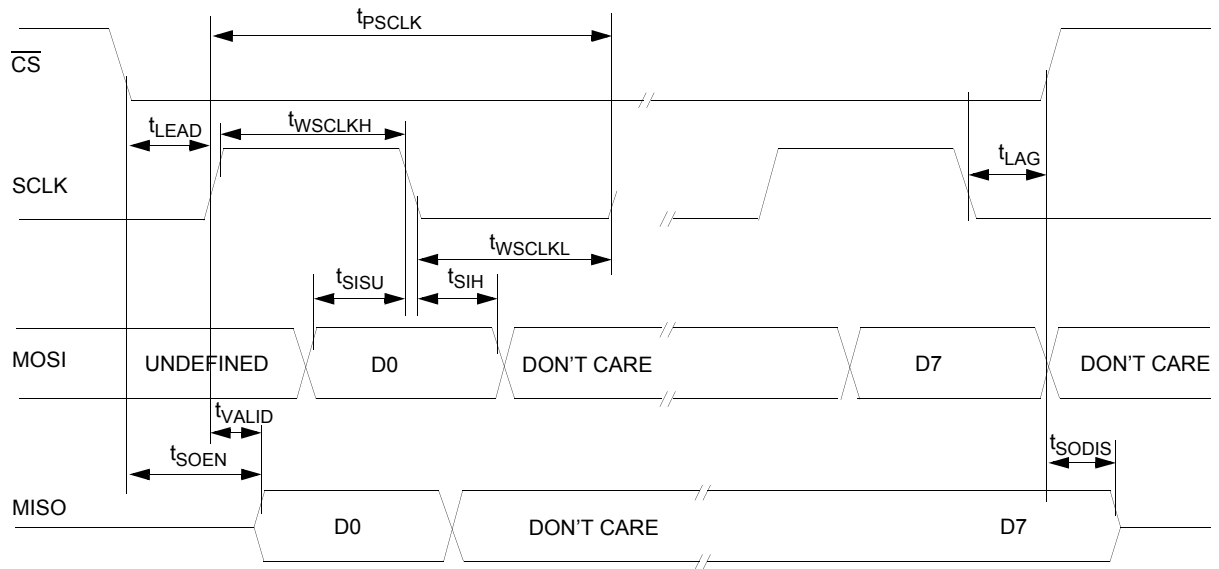 tPSCLK
CS
tLEAD
tWSCLKH
tLAG
SCLK
tWSCLKL
tSISU
tSIH
MOSI
UNDEFINED
D0
DON'T CARE
D7
DON'T CARE
tVALID
tSOEN
tSODIS
MISO
D0
DON'T CARE
D7